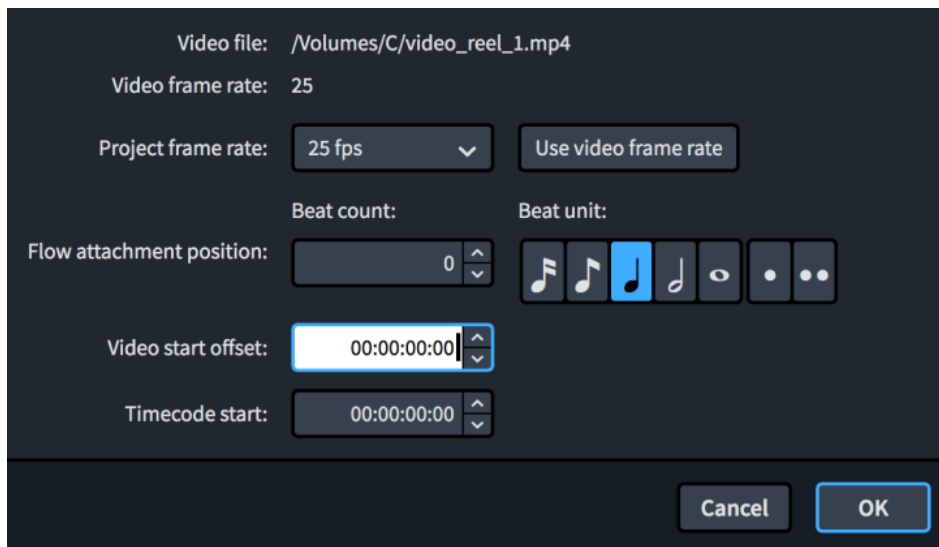 Video file: /Volumes/C/video_reel_1.mp4
Video frame rate: 25
Project frame rate: 25 fps Use video frame rate
Beat count: Beat unit:
Flow attachment position: 0
Video start offset: 00:00:00:00
Timecode start: 00:00:00:00
Cancel OK